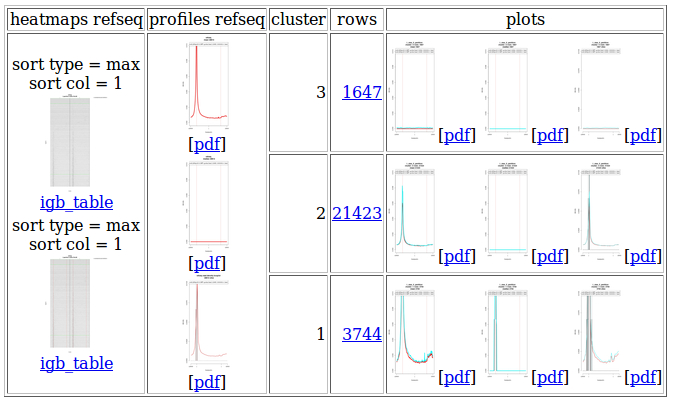 heatmaps refseq
profiles refseq
cluster
rows
plots
sort type = max
sort col = 1
igb_table
sort type = max
sort col = 1
igb_table
[pdf]
[pdf]
[pdf]
3
1647
[pdf]
[pdf]
[pdf]
2
21423
[pdf]
[pdf]
[pdf]
1
3744
[pdf]
[pdf]
[pdf]